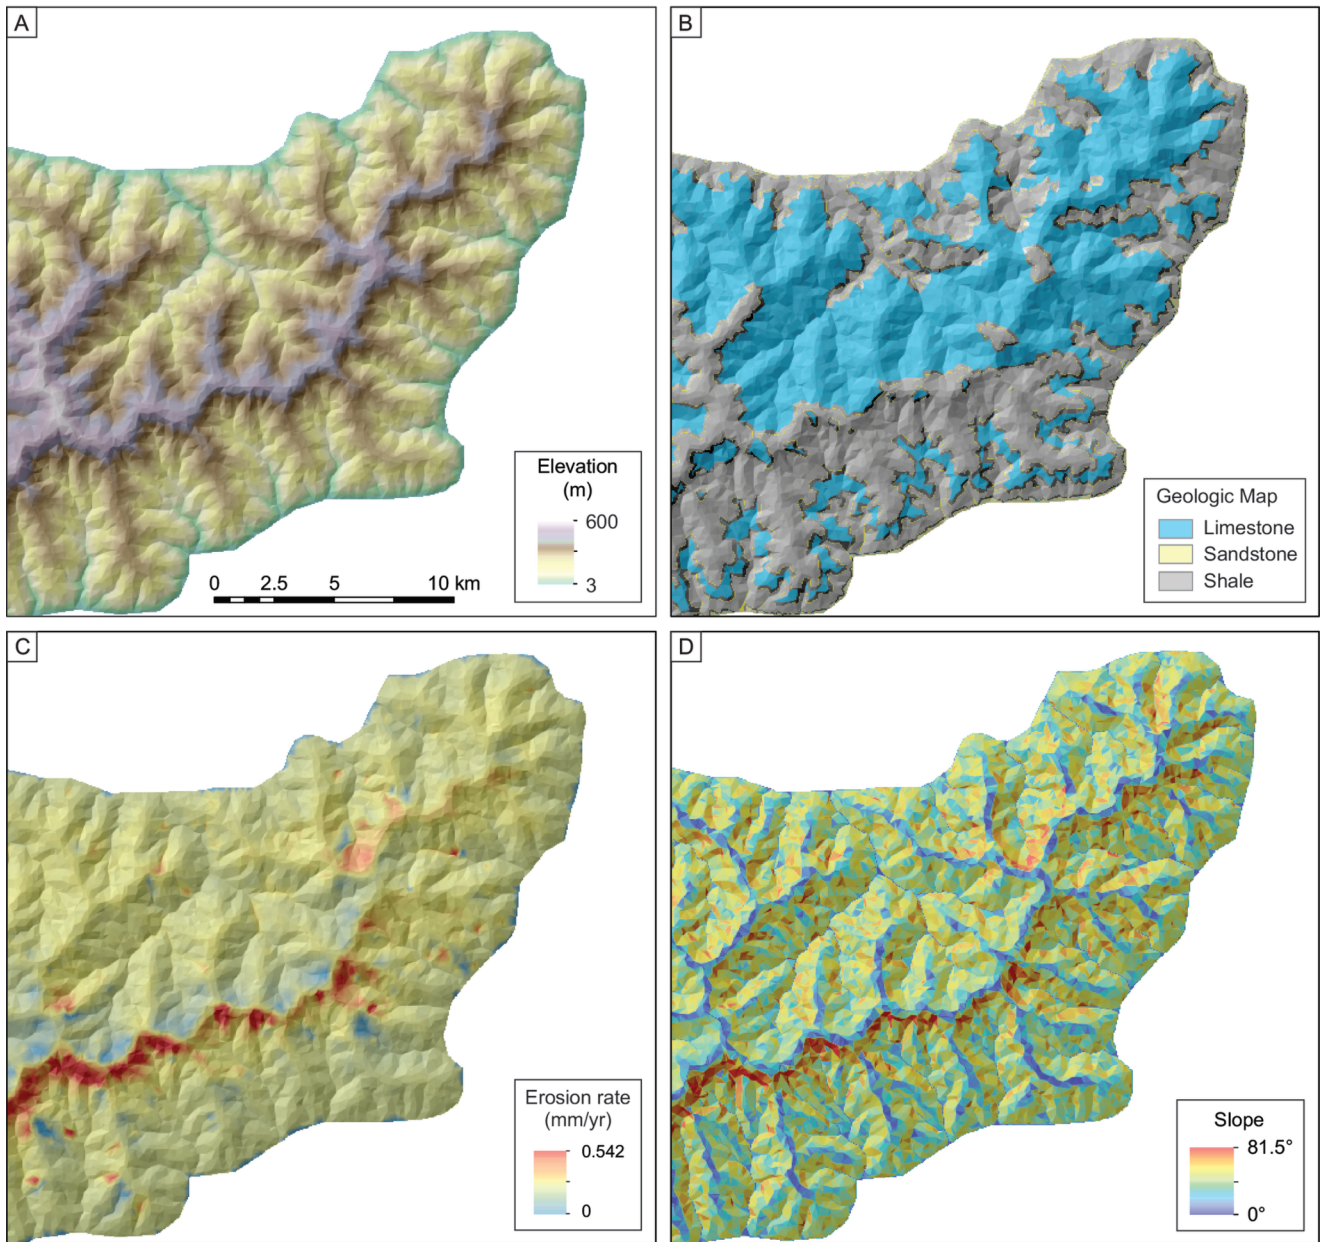 A
Elevation
(m)
600
3
0 2.5 5 10 km
B
Geologic Map
Limestone
Sandstone
Shale
C
Erosion rate
(mm/yr)
0.542
0
D
Slope
81.5°
0°